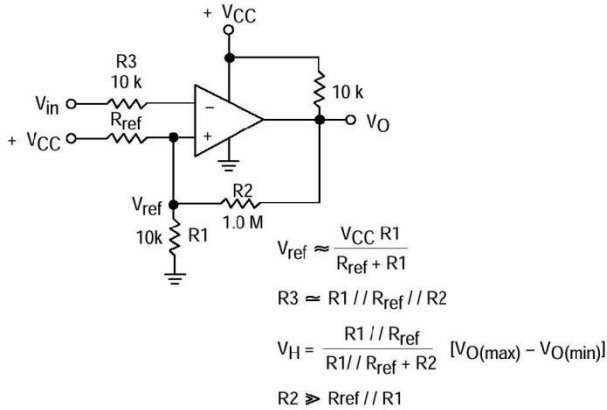 + VCC
R3
10 k
10 k
Vin
Rref
+ VCC
−
+
VO
R2
1.0 M
Vref
10k R1
Vref ≈ VCC R1 / Rref + R1
R3 ≃ R1 // Rref // R2
VH = R1 // Rref / R1// Rref + R2 [VO(max) – VO(min)]
R2 ≫ Rref // R1